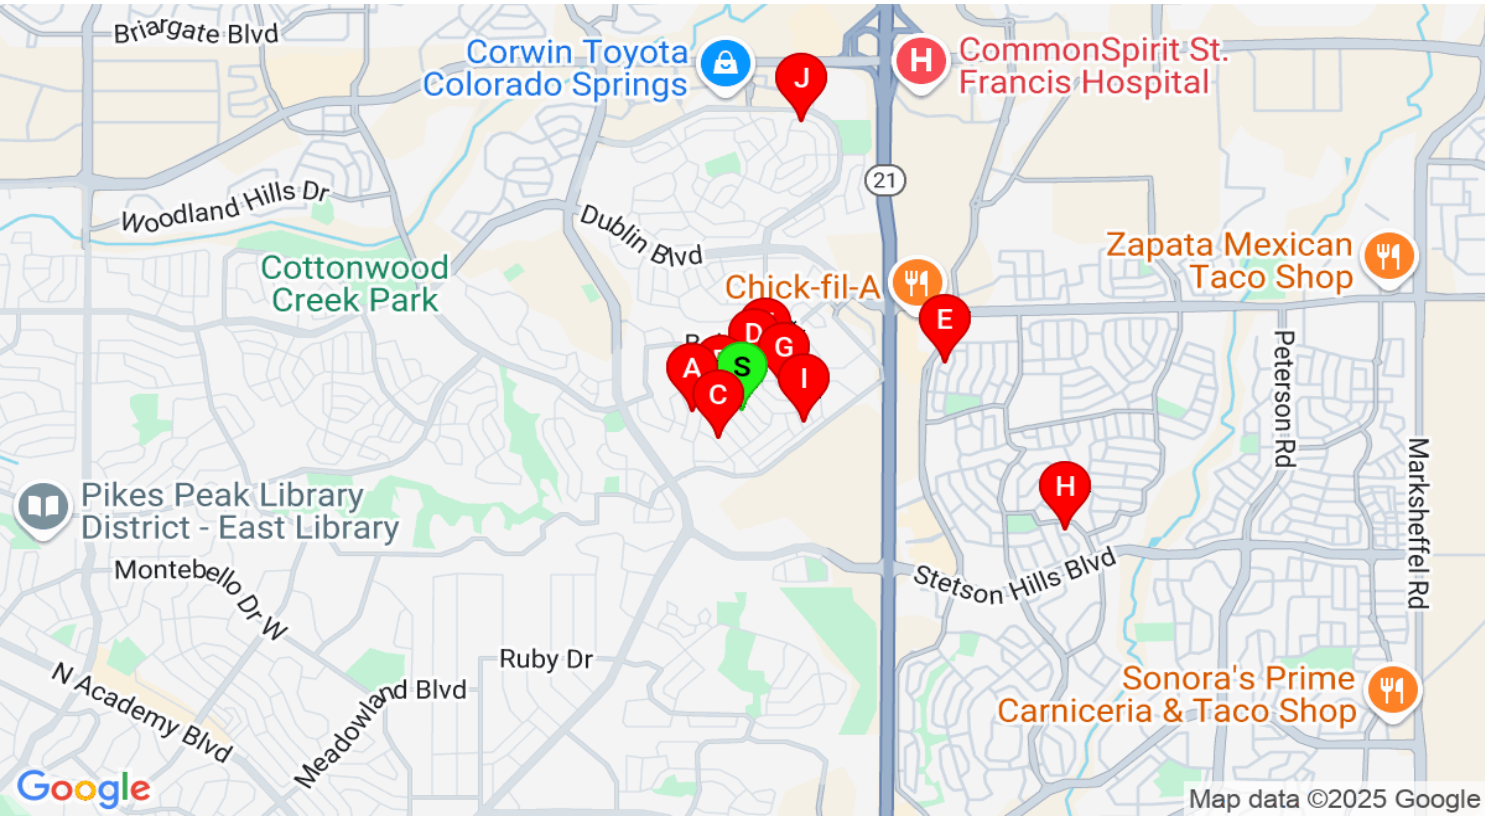 Briargate Blvd
Corwin Toyota
Colorado Springs
J
H
CommonSpirit St.
Francis Hospital
21
Woodland Hills Dr
Dublin Blvd
Cottonwood
Creek Park
Chick-fil-A
Zapata Mexican
Taco Shop
E
D
G
A
S
I
C
Peterson Rd
Marksheffel Rd
H
Pikes Peak Library
District - East Library
Stetson Hills Blvd
Montebello Dr W
Ruby Dr
Meadowland Blvd
N Academy Blvd
Sonora's Prime
Carniceria & Taco Shop
Google
Map data ©2025 Google